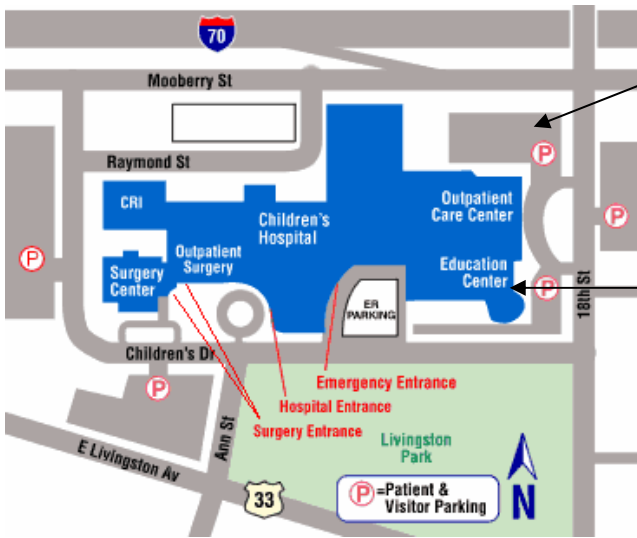 70
Mooberry St
P
Raymond St
CRI
Children's
Hospital
Outpatient
Care Center
P
Outpatient
Surgery
Surgery
Center
Education
Center
P
P
ER
PARKING
18th St
Children's Dr
P
Emergency Entrance
Hospital Entrance
Surgery Entrance
Ann St
E Livingston Av
Livingston
Park
33
P =Patient &
Visitor Parking
N